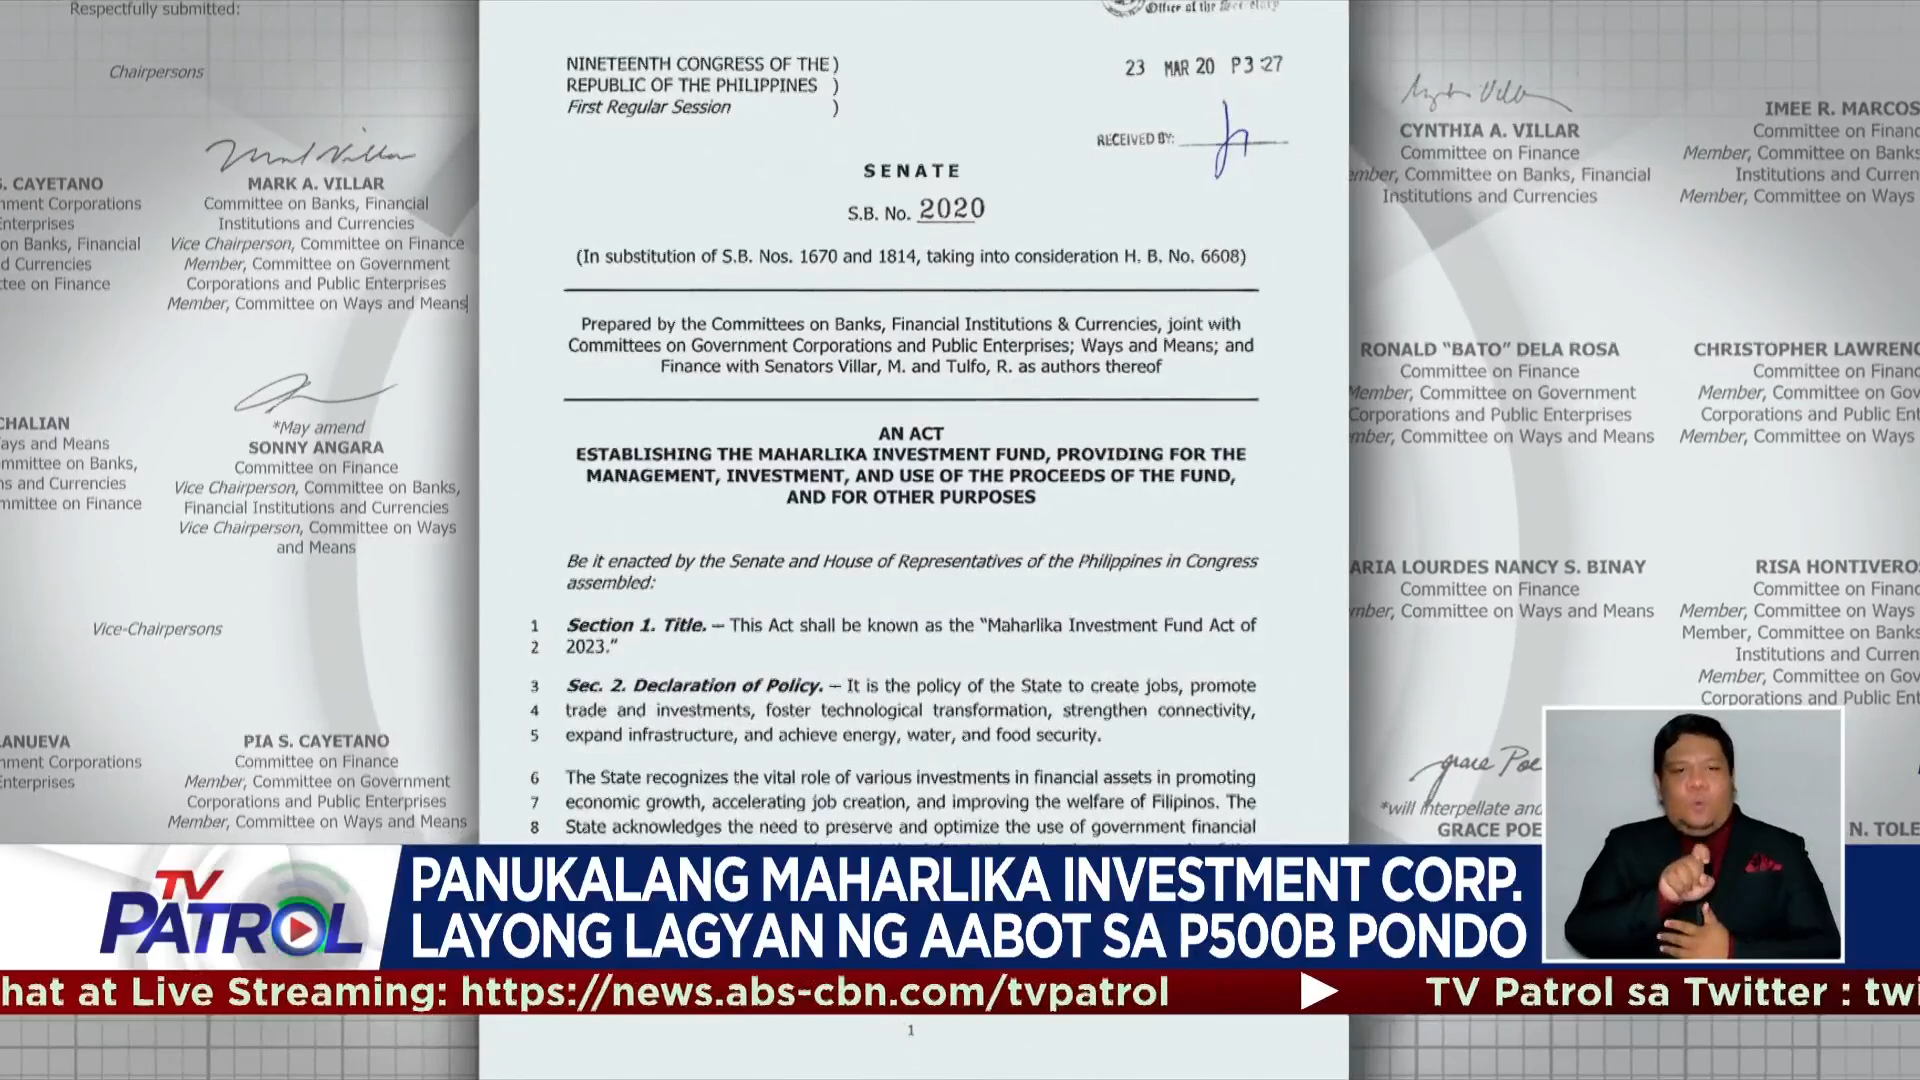 Respectfully submitted:
Chairpersons
S. CAYETANO
nment Corporations
Enterprises
on Banks, Financial
d Currencies
tee on Finance
MARK A. VILLAR
Committee on Banks, Financial
Institutions and Currencies
Vice Chairperson, Committee on Finance
Member, Committee on Government
Corporations and Public Enterprises
Member, Committee on Ways and Means
CHALIAN
ays and Means
mmittee on Banks,
ns and Currencies
mmittee on Finance
*May amend
SONNY ANGARA
Committee on Finance
Vice Chairperson, Committee on Banks,
Financial Institutions and Currencies
Vice Chairperson, Committee on Ways
and Means
Vice-Chairpersons
LANUEVA
nment Corporations
Enterprises
PIA S. CAYETANO
Committee on Finance
Member, Committee on Government
Corporations and Public Enterprises
Member, Committee on Ways and Means
Office of the Secretary
NINETEENTH CONGRESS OF THE )
REPUBLIC OF THE PHILIPPINES )
First Regular Session )
23 MAR 20 P3:27
RECEIVED BY:
SENATE
S.B. No. 2020
(In substitution of S.B. Nos. 1670 and 1814, taking into consideration H. B. No. 6608)
Prepared by the Committees on Banks, Financial Institutions & Currencies, joint with
Committees on Government Corporations and Public Enterprises; Ways and Means; and
Finance with Senators Villar, M. and Tulfo, R. as authors thereof
AN ACT
ESTABLISHING THE MAHARLIKA INVESTMENT FUND, PROVIDING FOR THE
MANAGEMENT, INVESTMENT, AND USE OF THE PROCEEDS OF THE FUND,
AND FOR OTHER PURPOSES
Be it enacted by the Senate and House of Representatives of the Philippines in Congress
assembled:
1 Section 1. Title. – This Act shall be known as the “Maharlika Investment Fund Act of
2 2023.”
3 Sec. 2. Declaration of Policy. – It is the policy of the State to create jobs, promote
4 trade and investments, foster technological transformation, strengthen connectivity,
5 expand infrastructure, and achieve energy, water, and food security.
6 The State recognizes the vital role of various investments in financial assets in promoting
7 economic growth, accelerating job creation, and improving the welfare of Filipinos. The
8 State acknowledges the need to preserve and optimize the use of government financial
CYNTHIA A. VILLAR
Committee on Finance
ember, Committee on Banks, Financial
Institutions and Currencies
IMEE R. MARCOS
Committee on Financ
Member, Committee on Banks
Institutions and Curren
Member, Committee on Ways
RONALD “BATO” DELA ROSA
Committee on Finance
Member, Committee on Government
Corporations and Public Enterprises
mber, Committee on Ways and Means
CHRISTOPHER LAWRENC
Committee on Financ
Member, Committee on Gov
Corporations and Public Ent
Member, Committee on Ways
ARIA LOURDES NANCY S. BINAY
Committee on Finance
mber, Committee on Ways and Means
RISA HONTIVEROS
Committee on Financ
Member, Committee on Ways
Member, Committee on Banks
Institutions and Curren
Member, Committee on Gov
Corporations and Public Ent
Grace Poe
*will interpellate and
GRACE POE
N. TOLE
TV
PATROL
PANUKALANG MAHARLIKA INVESTMENT CORP.
LAYONG LAGYAN NG AABOT SA P500B PONDO
hat at Live Streaming: https://news.abs-cbn.com/tvpatrol
TV Patrol sa Twitter : twi
1